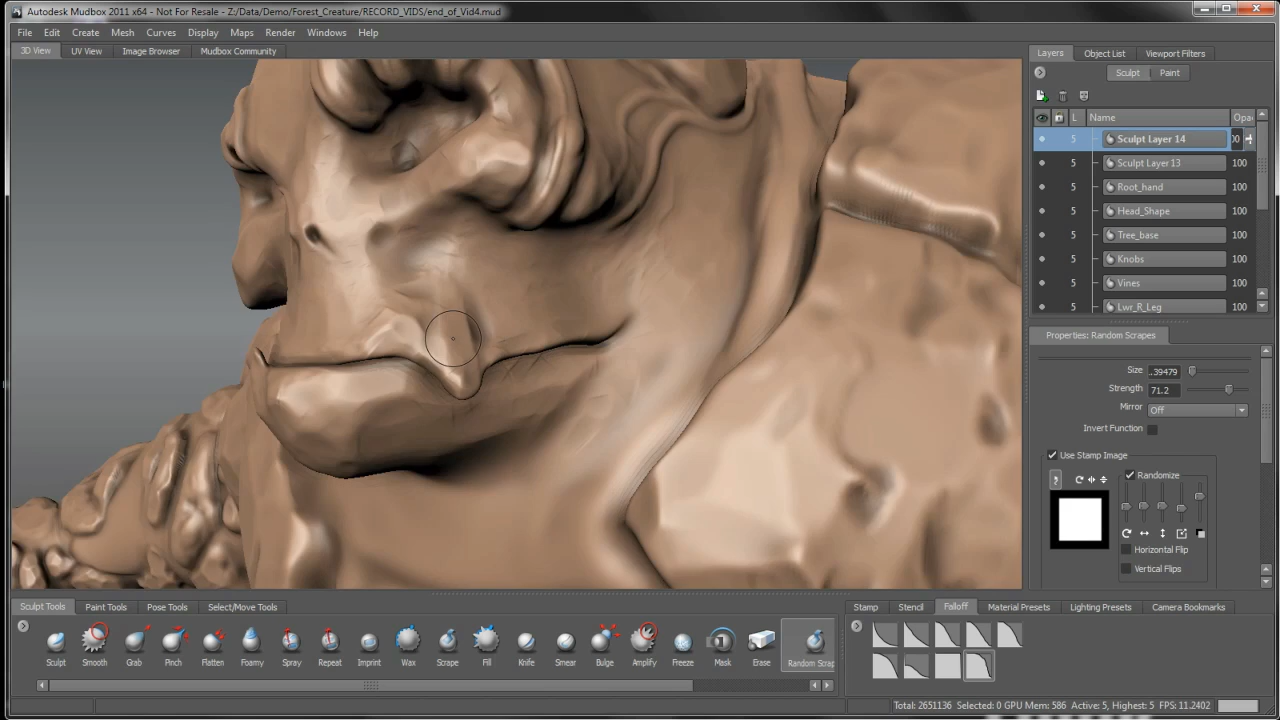 Autodesk Mudbox 2011 x64 - Not For Resale - Z:/Data/Demo/Forest_Creature/RECORD_VIDS/end_of_Vid4.mud
File Edit Create Mesh Curves Display Maps Render Windows Help
3D View UV View Image Browser Mudbox Community
Layers Object List Viewport Filters
Sculpt Paint
L Name Opa
5 Sculpt Layer 14 00
5 Sculpt Layer 13 100
5 Root_hand 100
5 Head_Shape 100
5 Tree_base 100
5 Knobs 100
5 Vines 100
5 Lwr_R_Leg 100
Properties: Random Scrapes
Size .39479
Strength 71.2
Mirror Off
Invert Function
Use Stamp Image
Randomize
Horizontal Flip
Vertical Flips
Sculpt Tools Paint Tools Pose Tools Select/Move Tools
Sculpt Smooth Grab Pinch Flatten Foamy Spray Repeat Imprint Wax Scrape Fill Knife Smear Bulge Amplify Freeze Mask Erase Random Scrap
Stamp Stencil Falloff Material Presets Lighting Presets Camera Bookmarks
Total: 2651136 Selected: 0 GPU Mem: 586 Active: 5, Highest: 5 FPS: 11.2402